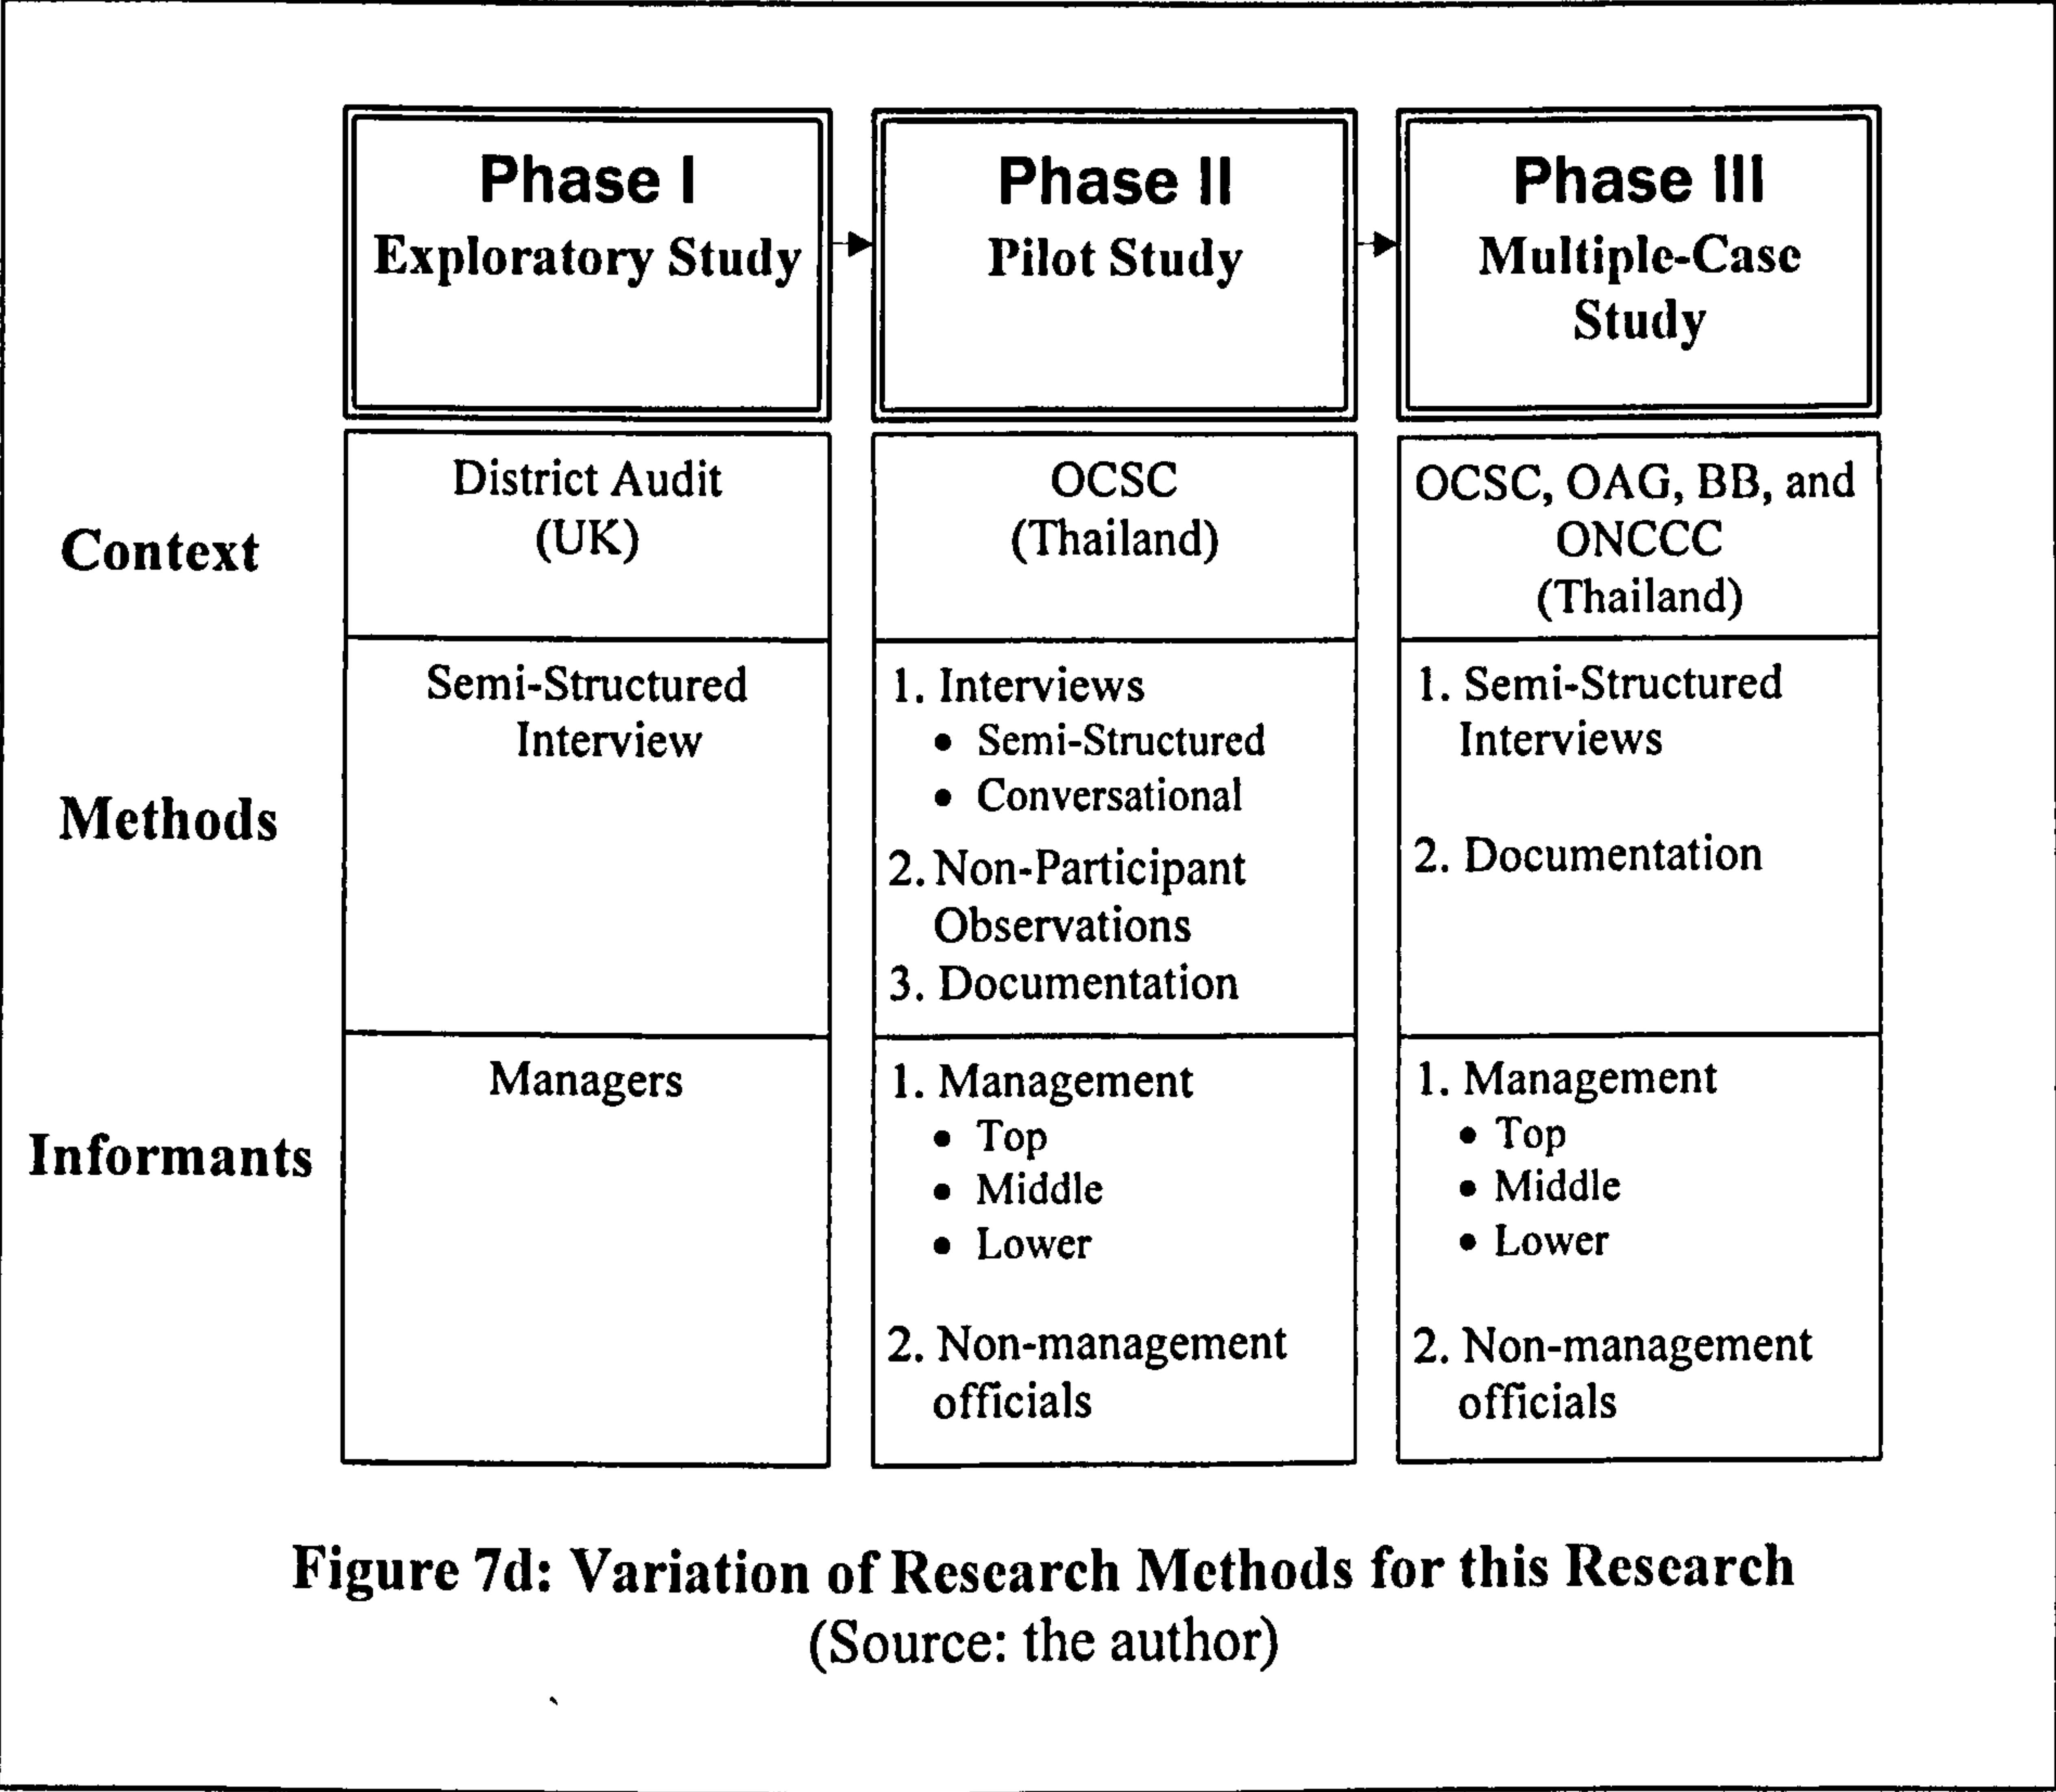 Phase I
Exploratory Study
Phase II
Pilot Study
Phase III
Multiple-Case
Study
Context
District Audit
(UK)
OCSC
(Thailand)
OCSC, OAG, BB, and
ONCCC
(Thailand)
Methods
Semi-Structured
Interview
1. Interviews
• Semi-Structured
• Conversational
2. Non-Participant
Observations
3. Documentation
1. Semi-Structured
Interviews
2. Documentation
Informants
Managers
1. Management
• Top
• Middle
• Lower
2. Non-management
officials
1. Management
• Top
• Middle
• Lower
2. Non-management
officials
Figure 7d: Variation of Research Methods for this Research
(Source: the author)